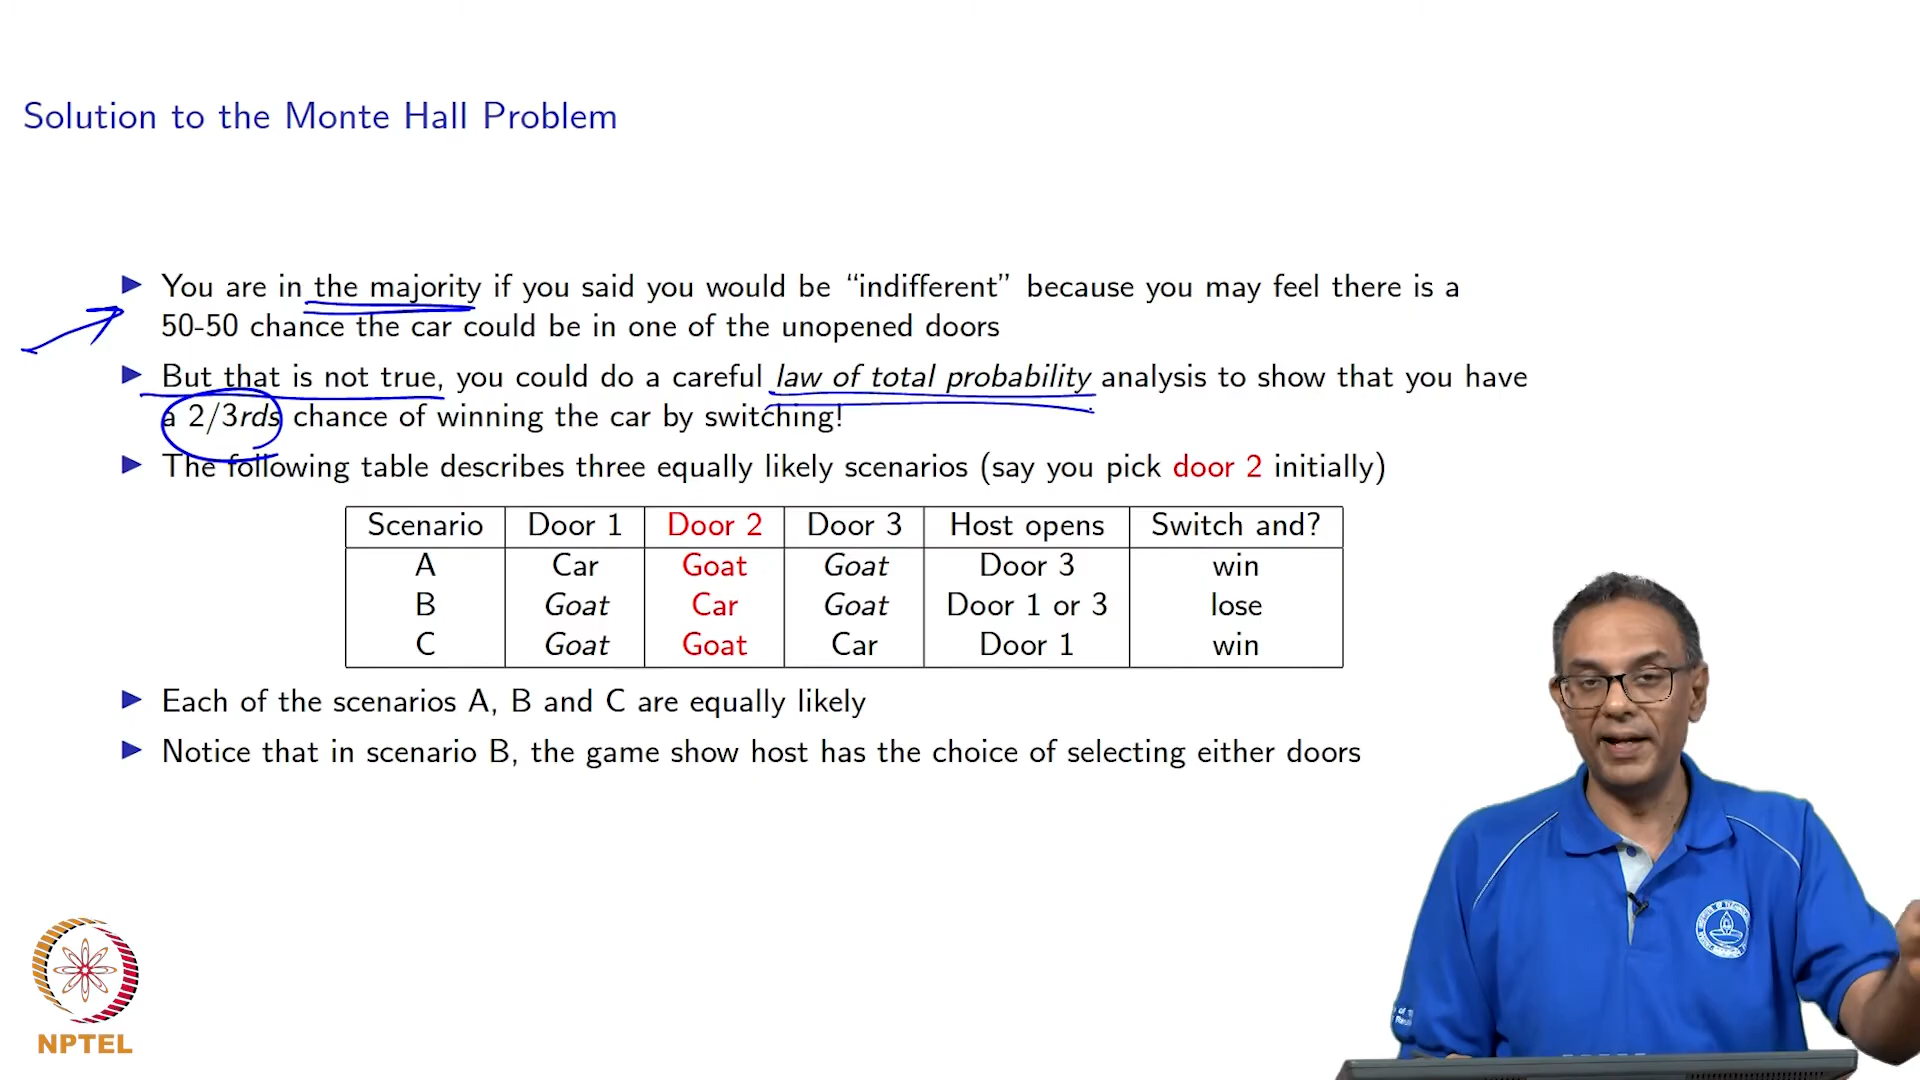 Solution to the Monte Hall Problem
You are in the majority if you said you would be “indifferent” because you may feel there is a
50-50 chance the car could be in one of the unopened doors
But that is not true, you could do a careful law of total probability analysis to show that you have
a 2/3rds chance of winning the car by switching!
The following table describes three equally likely scenarios (say you pick door 2 initially)
Scenario Door 1 Door 2 Door 3 Host opens Switch and?
A Car Goat Goat Door 3 win
B Goat Car Goat Door 1 or 3 lose
C Goat Goat Car Door 1 win
Each of the scenarios A, B and C are equally likely
Notice that in scenario B, the game show host has the choice of selecting either doors
NPTEL